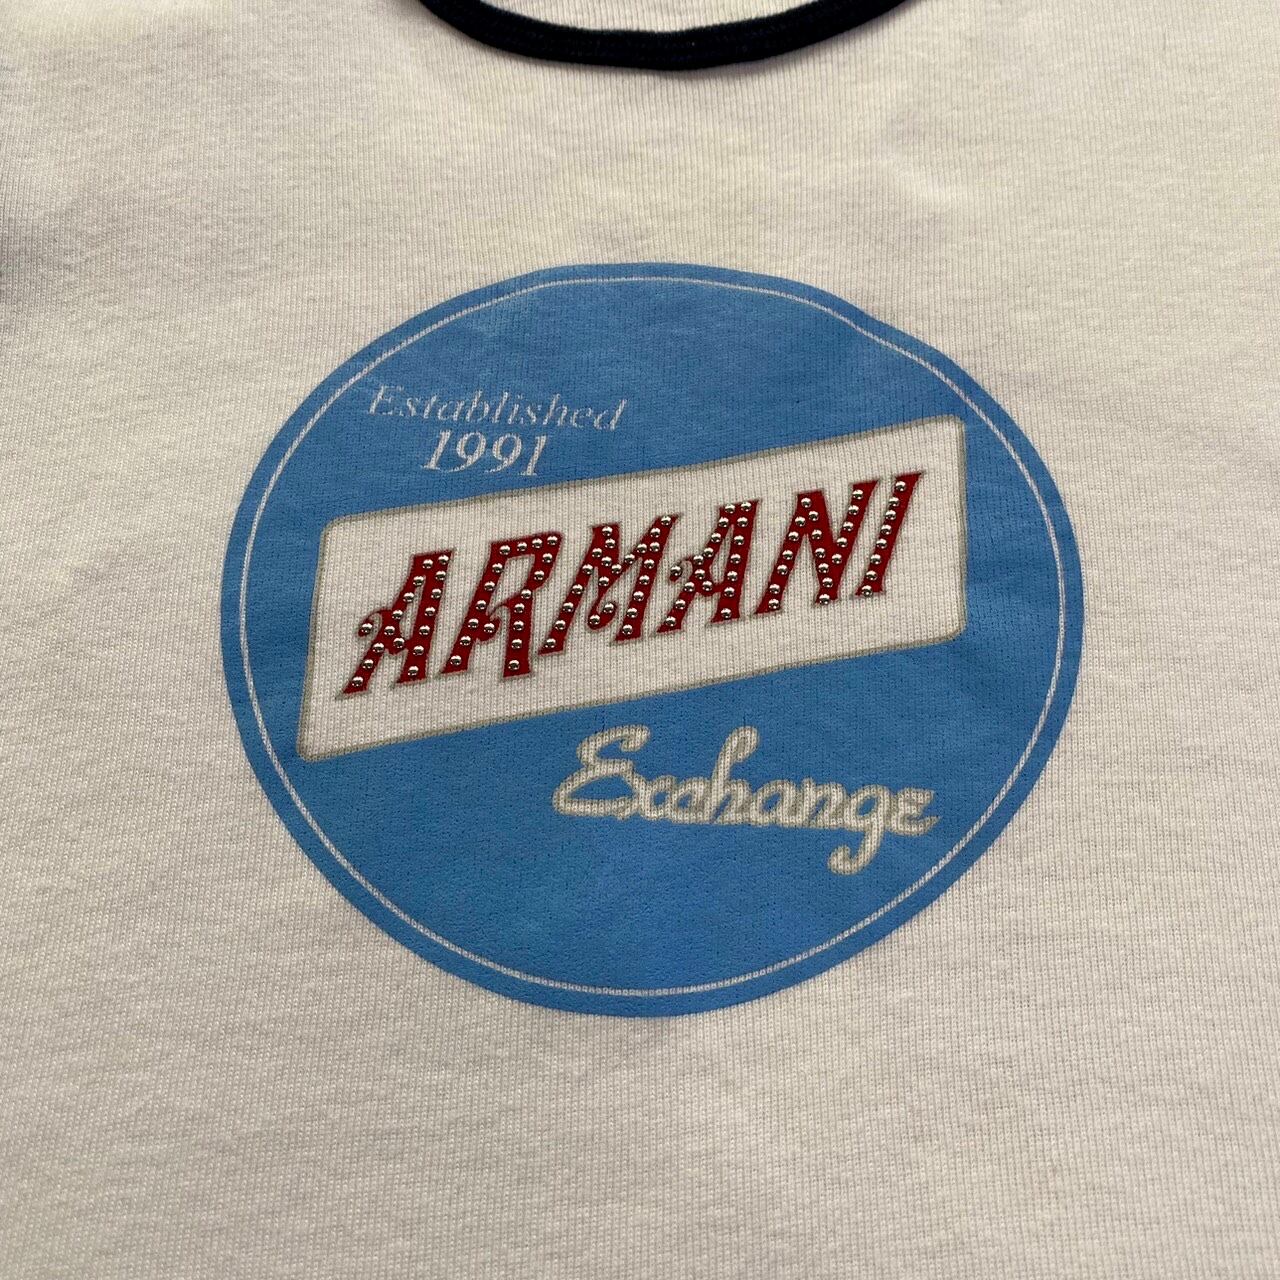 Established
1991
ARMANI
Exchange